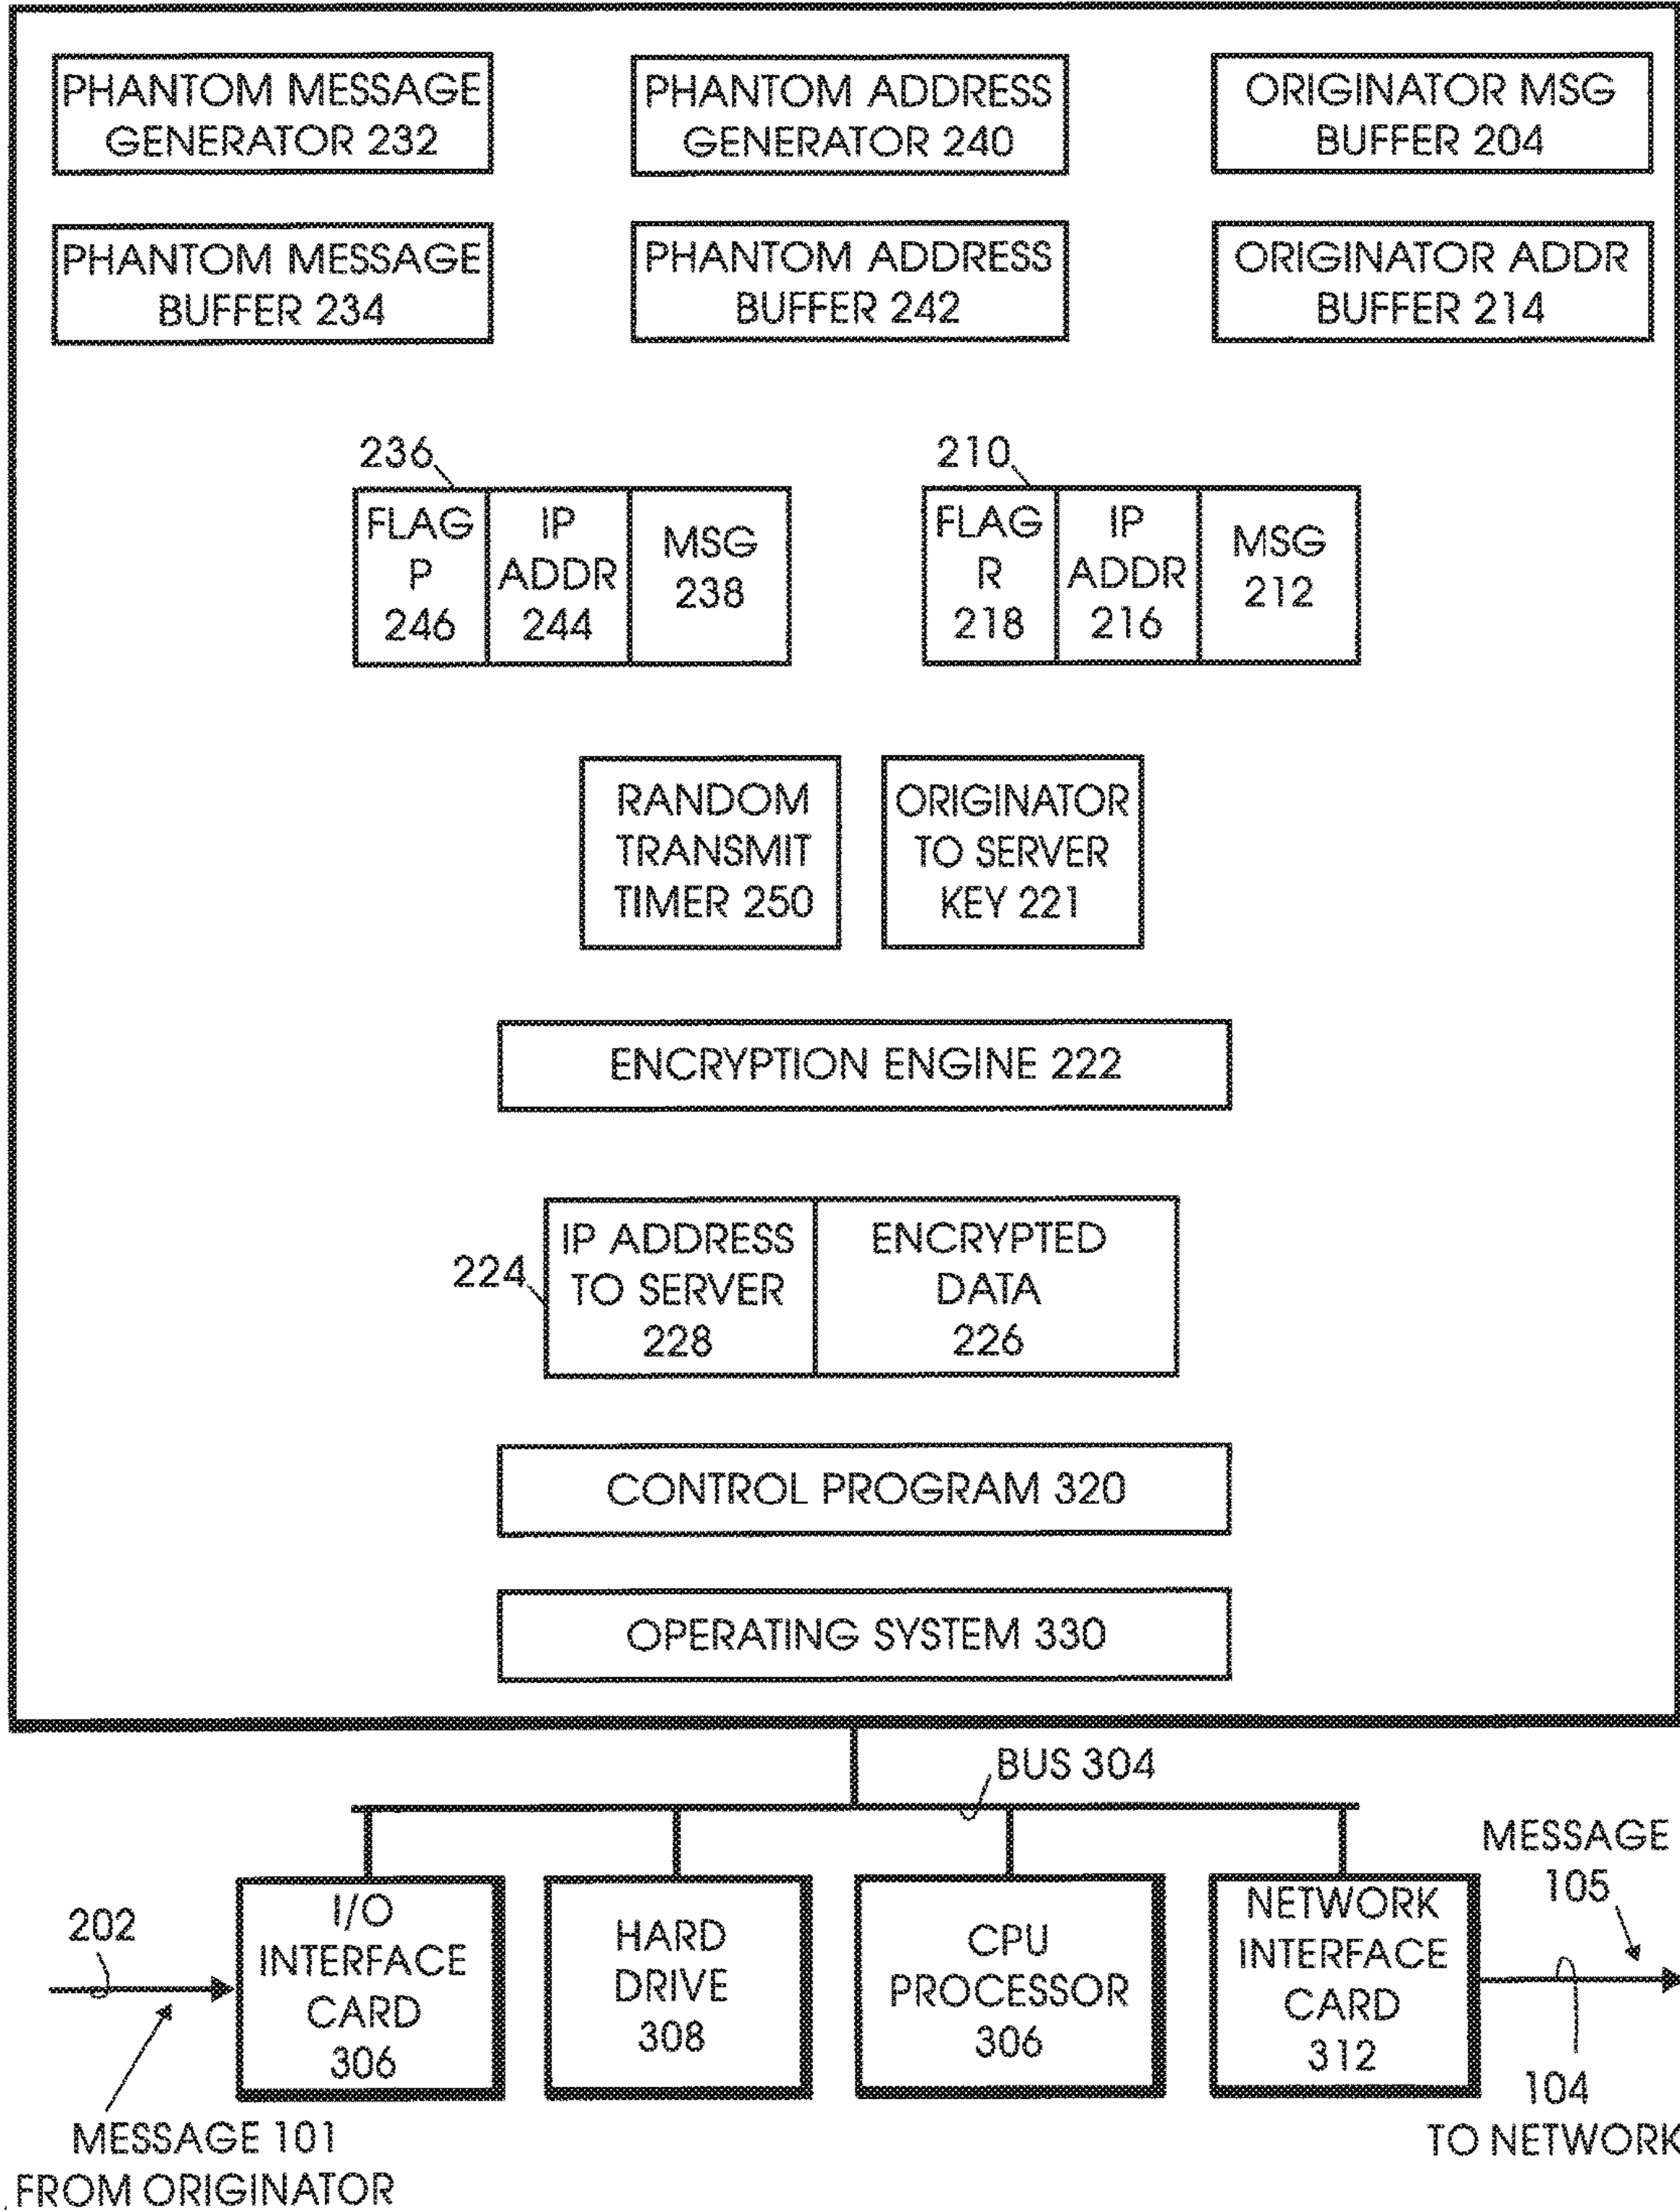 PHANTOM MESSAGE
GENERATOR 232
PHANTOM ADDRESS
GENERATOR 240
ORIGINATOR MSG
BUFFER 204
PHANTOM MESSAGE
BUFFER 234
PHANTOM ADDRESS
BUFFER 242
ORIGINATOR ADDR
BUFFER 214
236
FLAG
P
246
IP
ADDR
244
MSG
238
210
FLAG
R
218
IP
ADDR
216
MSG
212
RANDOM
TRANSMIT
TIMER 250
ORIGINATOR
TO SERVER
KEY 221
ENCRYPTION ENGINE 222
224
IP ADDRESS
TO SERVER
228
ENCRYPTED
DATA
226
CONTROL PROGRAM 320
OPERATING SYSTEM 330
BUS 304
202
MESSAGE 101
FROM ORIGINATOR
I/O
INTERFACE
CARD
306
HARD
DRIVE
308
CPU
PROCESSOR
306
NETWORK
INTERFACE
CARD
312
MESSAGE
105
104
TO NETWORK